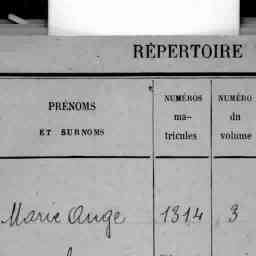 RÉPERTOIRE
PRÉNOMS
ET SURNOMS
NUMÉROS
ma-
tricules
NUMÉRO
du
volume
Marie Ange 1314 3